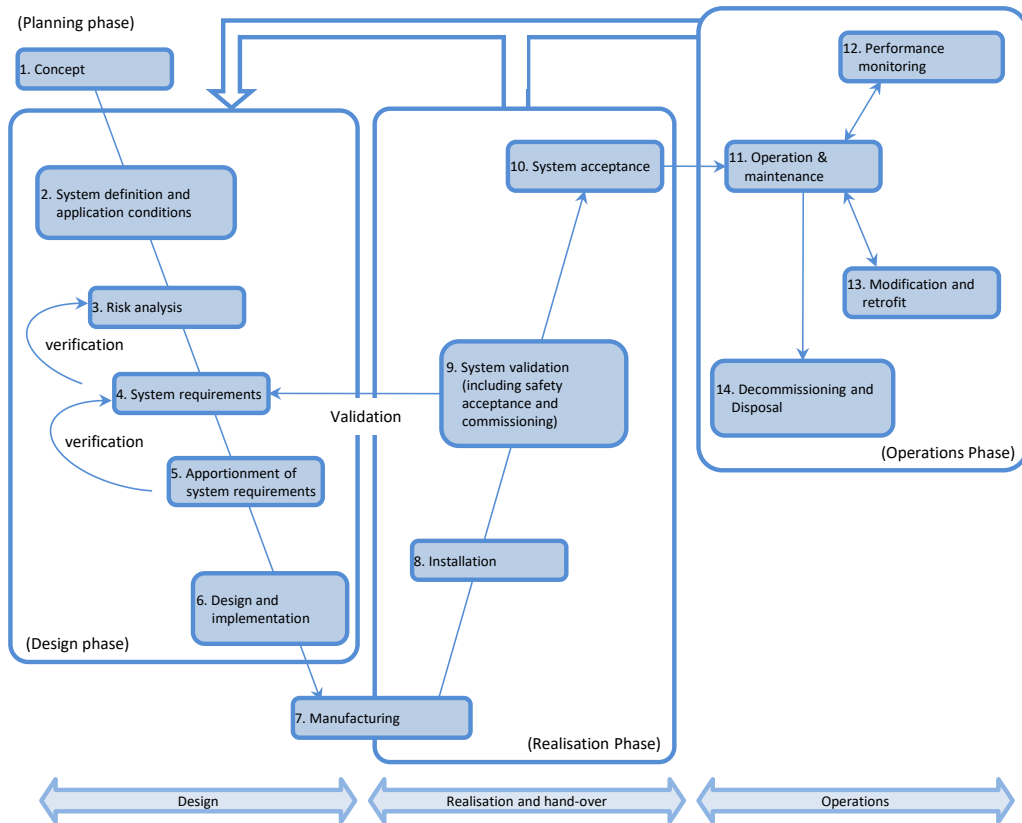 (Planning phase)
1. Concept
2. System definition and
application conditions
3. Risk analysis
verification
4. System requirements
verification
5. Apportionment of
system requirements
6. Design and
implementation
(Design phase)
7. Manufacturing
Validation
10. System acceptance
9. System validation
(including safety
acceptance and
commissioning)
8. Installation
(Realisation Phase)
12. Performance
monitoring
11. Operation &
maintenance
13. Modification and
retrofit
14. Decommissioning and
Disposal
(Operations Phase)
Design
Realisation and hand-over
Operations